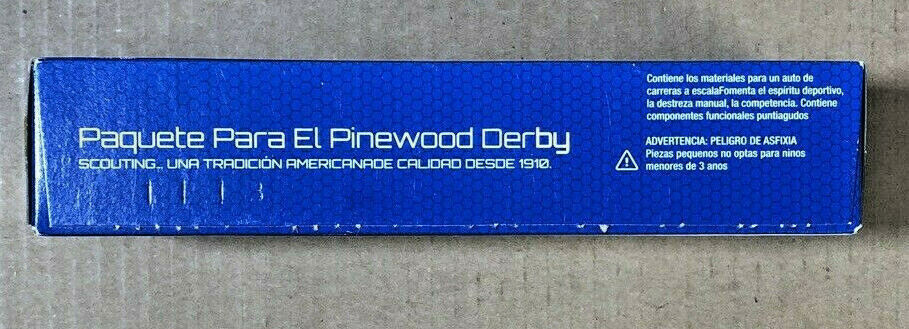 Paquete Para El Pinewood Derby
SCOUTING... UNA TRADICIÓN AMERICANADE CALIDAD DESDE 1910.
Contiene los materiales para un auto de
carreras a escalaFomenta el espíritu deportivo,
la destreza manual, la competencia. Contiene
componentes funcionales puntiagudos
ADVERTENCIA: PELIGRO DE ASFIXIA
Piezas pequenos no optas para ninos
menores de 3 anos